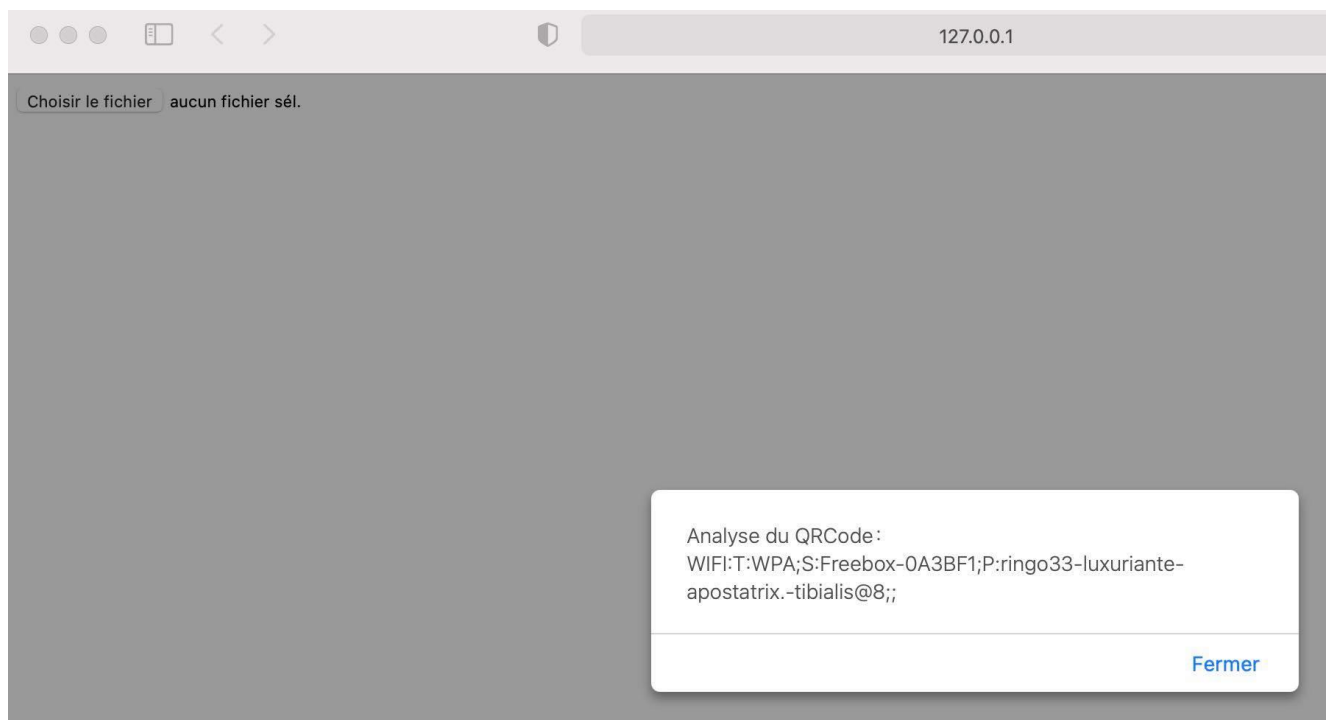 127.0.0.1
Choisir le fichier aucun fichier sél.
Analyse du QRCode :
WIFI:T:WPA;S:Freebox-0A3BF1;P:ringo33-luxuriante-
apostatrix.-tibialis@8;;
Fermer